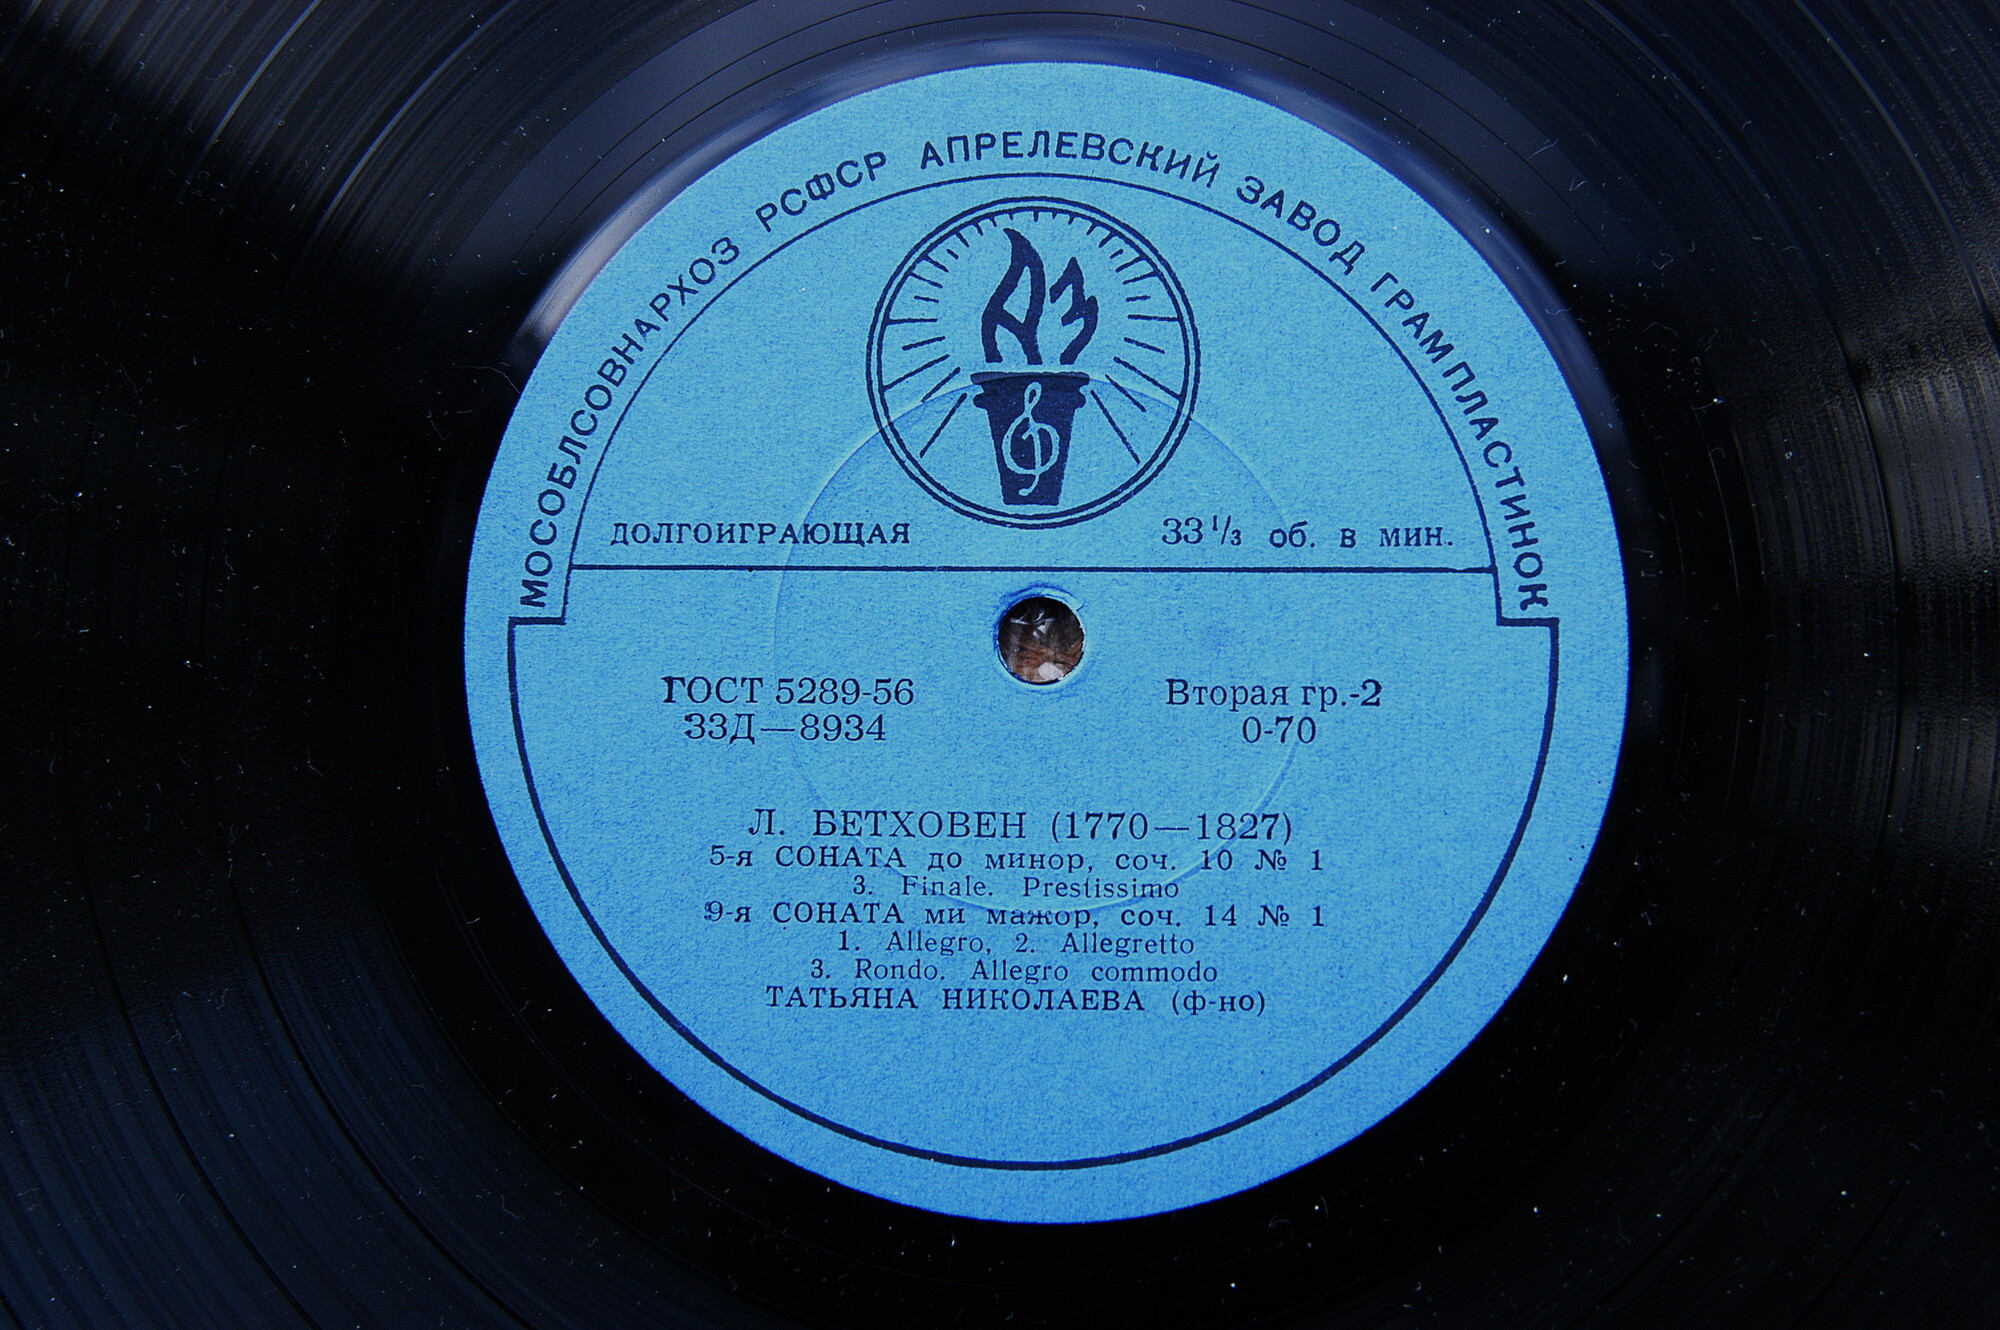 МОСОБЛСОВНАРХОЗ РСФСР АПРЕЛЕВСКИЙ ЗАВОД ГРАМПЛАСТИНОК
АЗ
ДОЛГОИГРАЮЩАЯ 33 1/3 об. в мин.
ГОСТ 5289-56 Вторая гр.-2
33Д—8934 0-70
Л. БЕТХОВЕН (1770—1827)
5-я СОНАТА до минор, соч. 10 № 1
3. Finale. Prestissimo
9-я СОНАТА ми мажор, соч. 14 № 1
1. Allegro, 2. Allegretto
3. Rondo. Allegro commodo
ТАТЬЯНА НИКОЛАЕВА (ф-но)